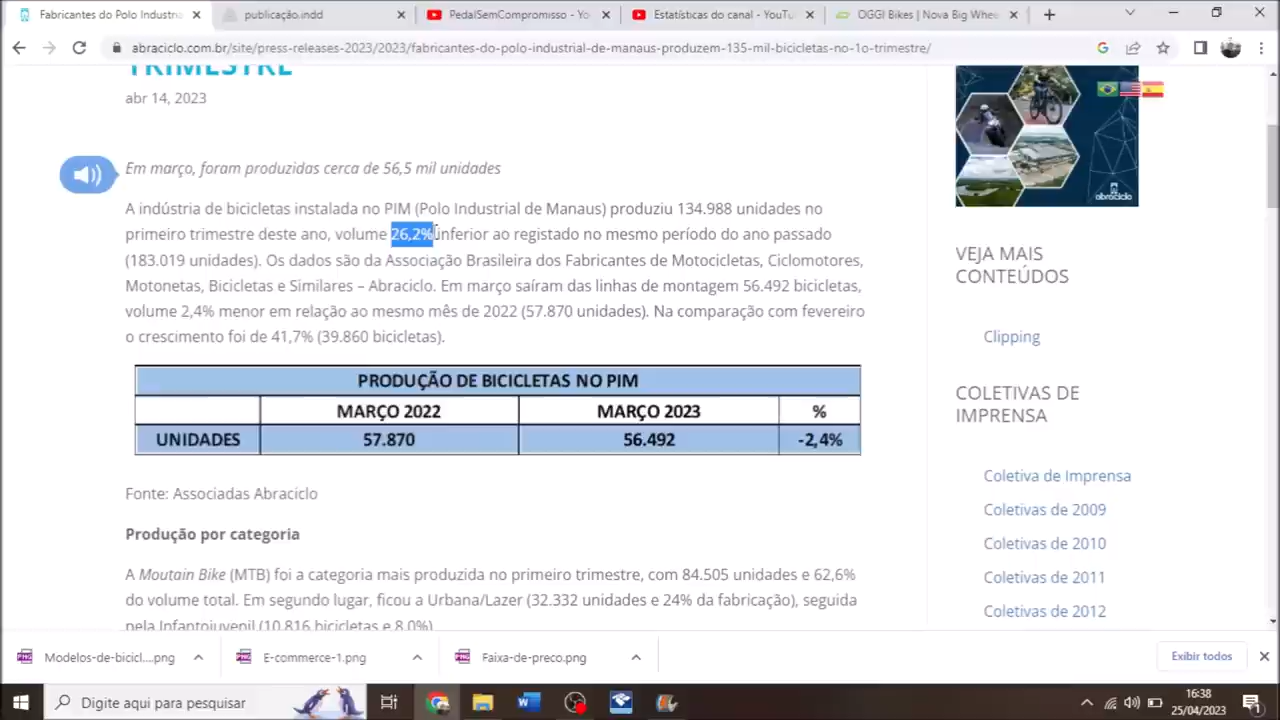 Fabricantes do Polo Industria
publicação.indd
PedalSemCompromisso - Yo
Estatísticas do canal - YouTu
OGGI Bikes | Nova Big Whee
abraciclo.com.br/site/press-releases-2023/2023/fabricantes-do-polo-industrial-de-manaus-produzem-135-mil-bicicletas-no-1o-trimestre/
TRIMESTRE
abr 14, 2023
Em março, foram produzidas cerca de 56,5 mil unidades
A indústria de bicicletas instalada no PIM (Polo Industrial de Manaus) produziu 134.988 unidades no
primeiro trimestre deste ano, volume 26,2% inferior ao registado no mesmo período do ano passado
(183.019 unidades). Os dados são da Associação Brasileira dos Fabricantes de Motocicletas, Ciclomotores,
Motonetas, Bicicletas e Similares – Abraciclo. Em março saíram das linhas de montagem 56.492 bicicletas,
volume 2,4% menor em relação ao mesmo mês de 2022 (57.870 unidades). Na comparação com fevereiro
o crescimento foi de 41,7% (39.860 bicicletas).
PRODUÇÃO DE BICICLETAS NO PIM
MARÇO 2022 MARÇO 2023 %
UNIDADES 57.870 56.492 -2,4%
Fonte: Associadas Abraciclo
Produção por categoria
A Moutain Bike (MTB) foi a categoria mais produzida no primeiro trimestre, com 84.505 unidades e 62,6%
do volume total. Em segundo lugar, ficou a Urbana/Lazer (32.332 unidades e 24% da fabricação), seguida
pela Infantojuvenil (10.816 bicicletas e 8,0%)
abraciclo
VEJA MAIS
CONTEÚDOS
Clipping
COLETIVAS DE
IMPRENSA
Coletiva de Imprensa
Coletivas de 2009
Coletivas de 2010
Coletivas de 2011
Coletivas de 2012
Modelos-de-bicicl....png
E-commerce-1.png
Faixa-de-preco.png
Exibir todos
Digite aqui para pesquisar
16:38
25/04/2023
1